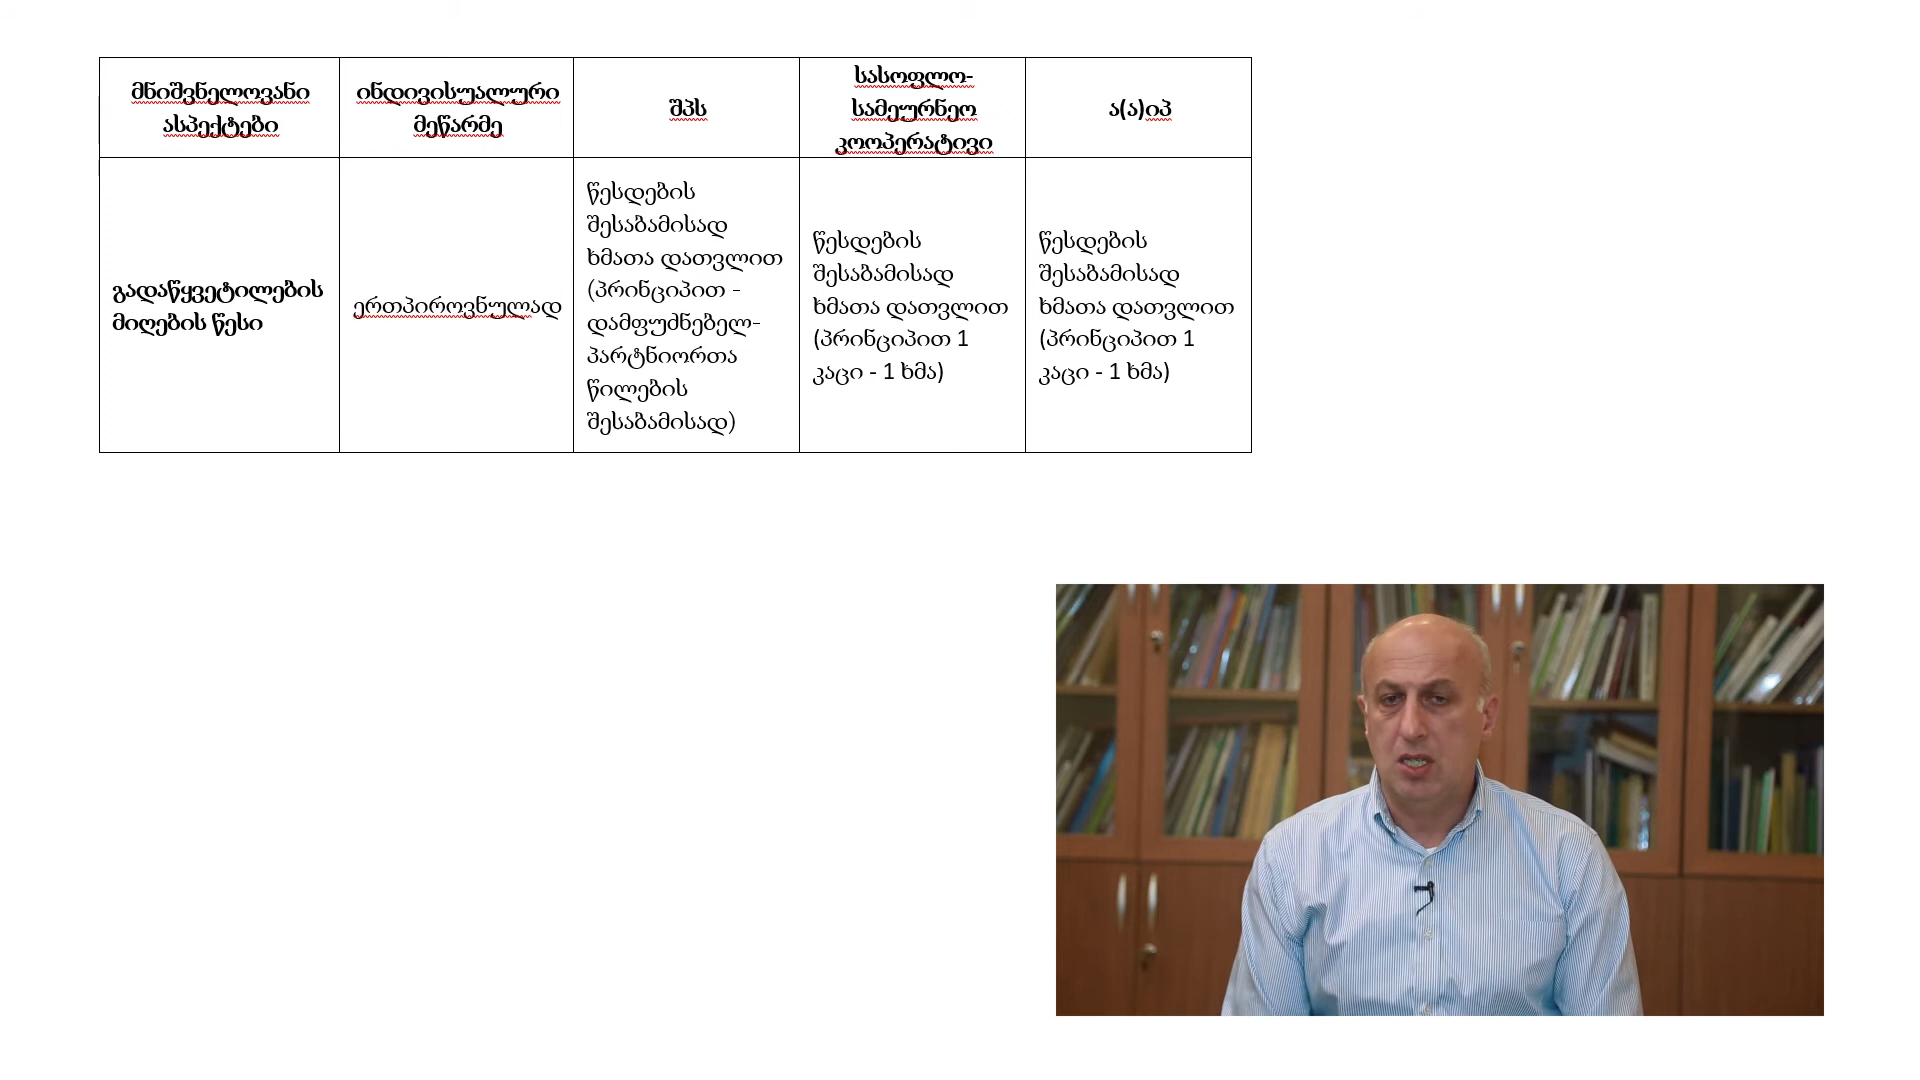 მნიშვნელოვანი
ასპექტები
ინდივისუალური
მეწარმე
შპს
სასოფლო-
სამეურნეო
კოოპერატივი
ა(ა)იპ
გადაწყვეტილების
მიღების წესი
ერთპიროვნულად
წესდების
შესაბამისად
ხმათა დათვლით
(პრინციპით -
დამფუძნებელ-
პარტნიორთა
წილების
შესაბამისად)
წესდების
შესაბამისად
ხმათა დათვლით
(პრინციპით 1
კაცი - 1 ხმა)
წესდების
შესაბამისად
ხმათა დათვლით
(პრინციპით 1
კაცი - 1 ხმა)